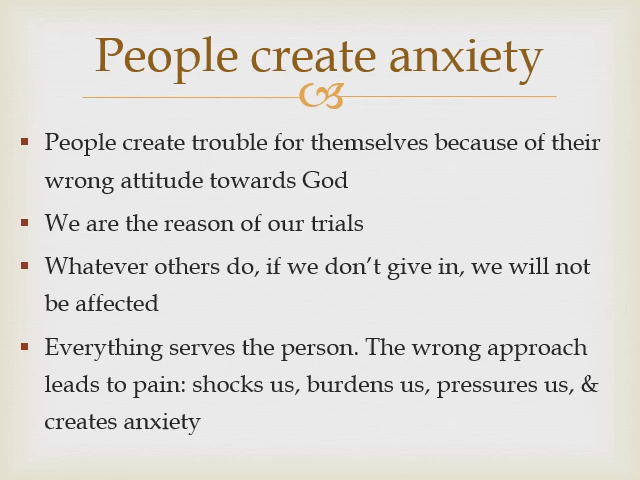 People create anxiety
People create trouble for themselves because of their
wrong attitude towards God
We are the reason of our trials
Whatever others do, if we don’t give in, we will not
be affected
Everything serves the person. The wrong approach
leads to pain: shocks us, burdens us, pressures us, &
creates anxiety